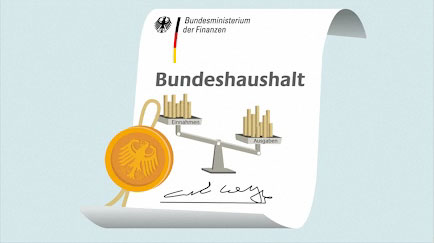 Bundesministerium
der Finanzen
Bundeshaushalt
Einnahmen
Ausgaben